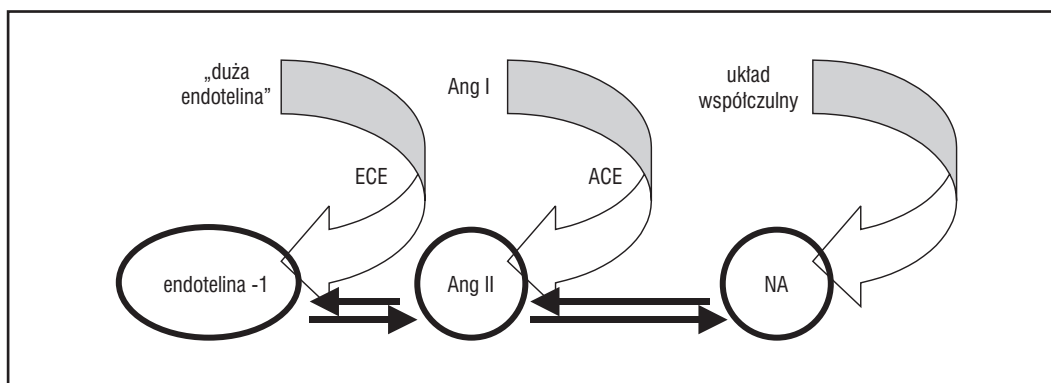 „duża
endotelina”
Ang I
układ
współczulny
ECE
ACE
endotelina -1
Ang II
NA